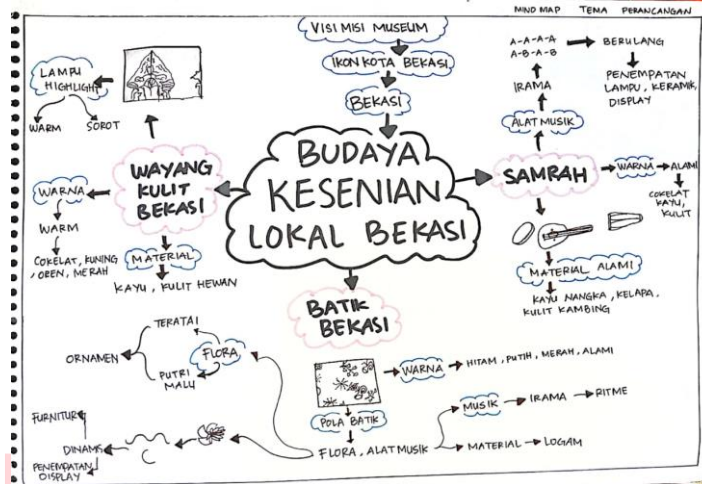 MIND MAP TEMA PERANCANGAN
VISI MISI MUSEUM
IKON KOTA BEKASI
BEKASI
BUDAYA
KESENIAN
LOKAL BEKASI
WAYANG
KULIT
BEKASI
LAMPU
HIGHLIGHT
WARM
SOROT
WARNA
WARM
COKELAT, KUNING
OREN, MERAH
MATERIAL
KAYU, KULIT HEWAN
SAMRAH
ALAT MUSIK
IRAMA
A-A-A-A
A-B-A-B
BERULANG
PENEMPATAN
LAMPU, KERAMIK,
DISPLAY
WARNA
ALAMI
COKELAT
KAYU,
KULIT
MATERIAL ALAMI
KAYU NANGKA, KELAPA,
KULIT KAMBING
BATIK
BEKASI
WARNA
HITAM, PUTIH, MERAH, ALAMI
POLA BATIK
FLORA, ALAT MUSIK
MUSIK
IRAMA
RITME
MATERIAL
LOGAM
FLORA
TERATAI
PUTRI
MALU
ORNAMEN
DINAMIS
FURNITUR
PENEMPATAN
DISPLAY